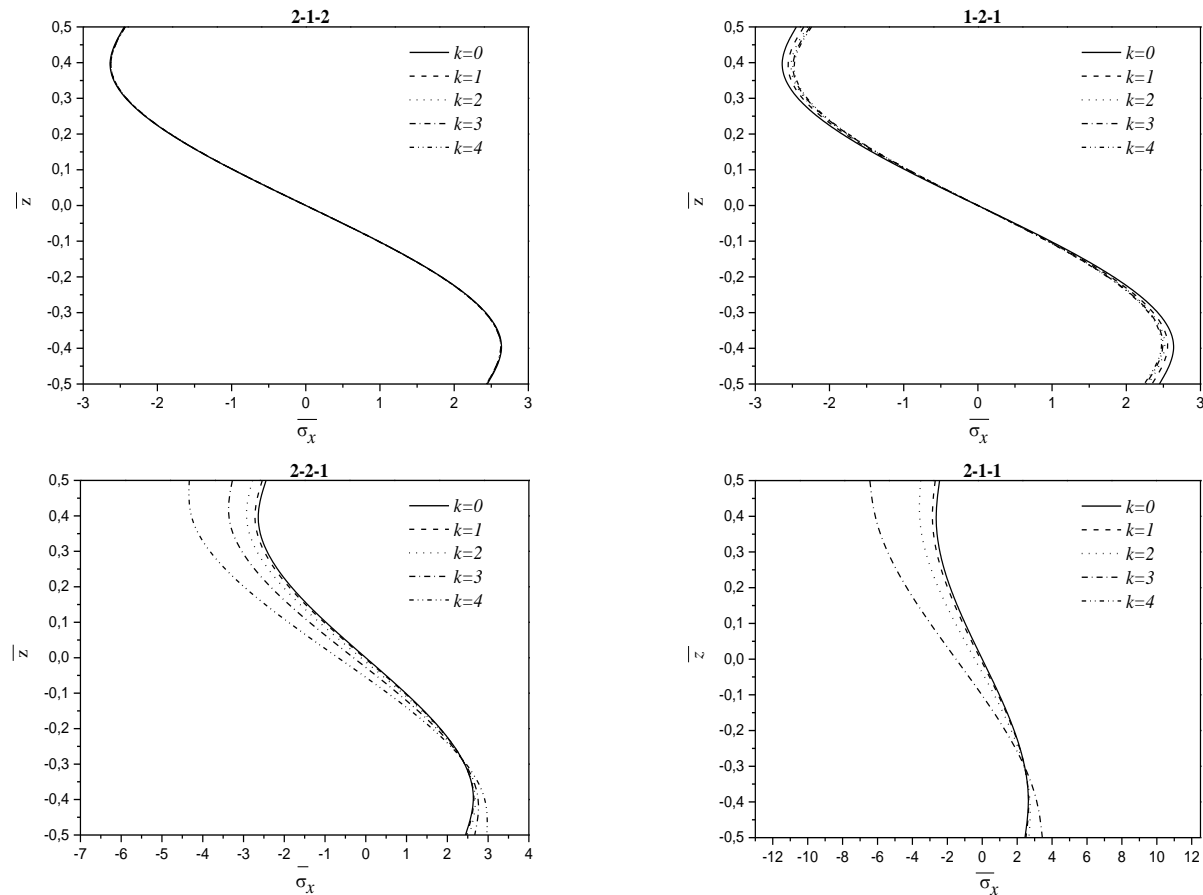 2-1-2
0,5
0,4
0,3
0,2
0,1
0,0
-0,1
-0,2
-0,3
-0,4
-0,5
z
k=0
k=1
k=2
k=3
k=4
-3 -2 -1 0 1 2 3
σx
1-2-1
0,5
0,4
0,3
0,2
0,1
0,0
-0,1
-0,2
-0,3
-0,4
-0,5
z
k=0
k=1
k=2
k=3
k=4
-3 -2 -1 0 1 2 3
σx
2-2-1
0,5
0,4
0,3
0,2
0,1
0,0
-0,1
-0,2
-0,3
-0,4
-0,5
z
k=0
k=1
k=2
k=3
k=4
-7 -6 -5 -4 -3 -2 -1 0 1 2 3 4
σx
2-1-1
0,5
0,4
0,3
0,2
0,1
0,0
-0,1
-0,2
-0,3
-0,4
-0,5
z
k=0
k=1
k=2
k=3
k=4
-12 -10 -8 -6 -4 -2 0 2 4 6 8 10 12
σx